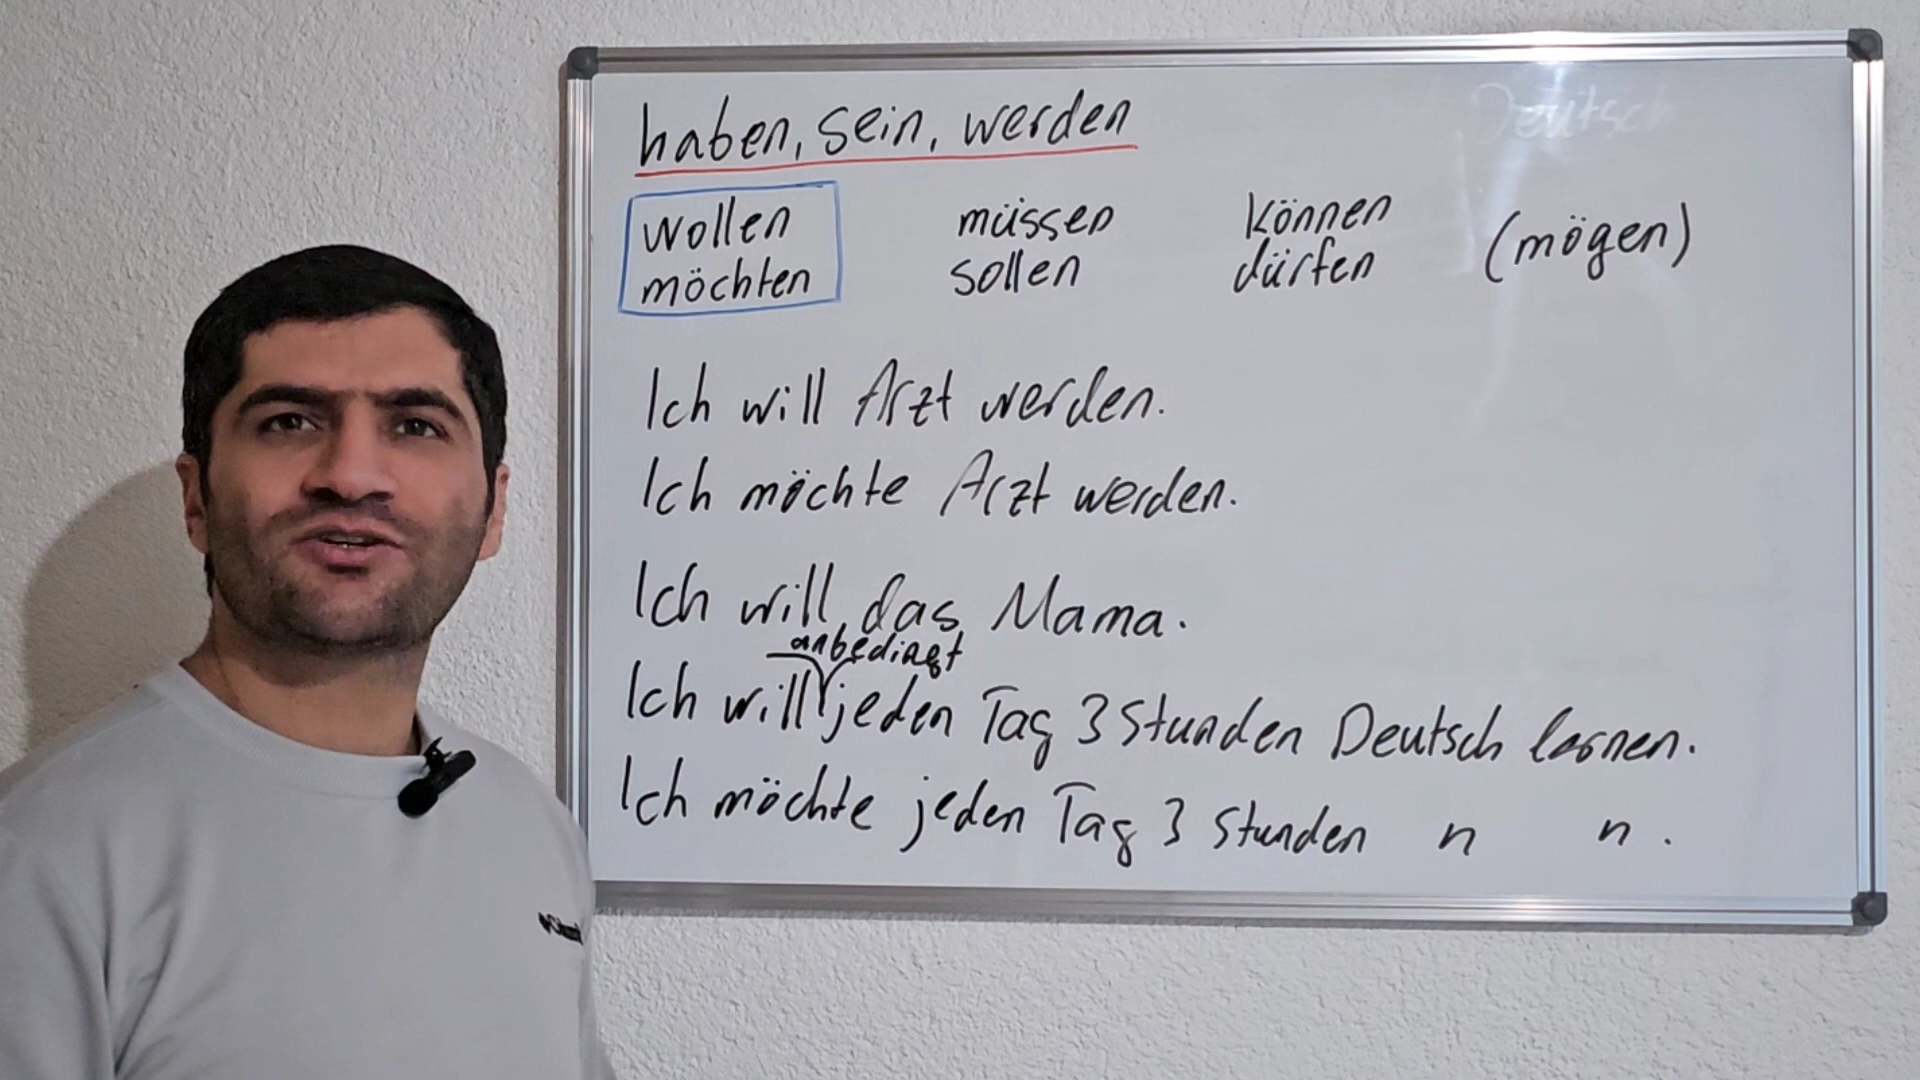 Deutsch
haben, sein, werden
wollen müssen können (mögen)
möchten sollen dürfen
Ich will Arzt werden.
Ich möchte Arzt werden.
Ich will das Mama.
unbedingt
Ich will jeden Tag 3 Stunden Deutsch lernen.
Ich möchte jeden Tag 3 Stunden n n.